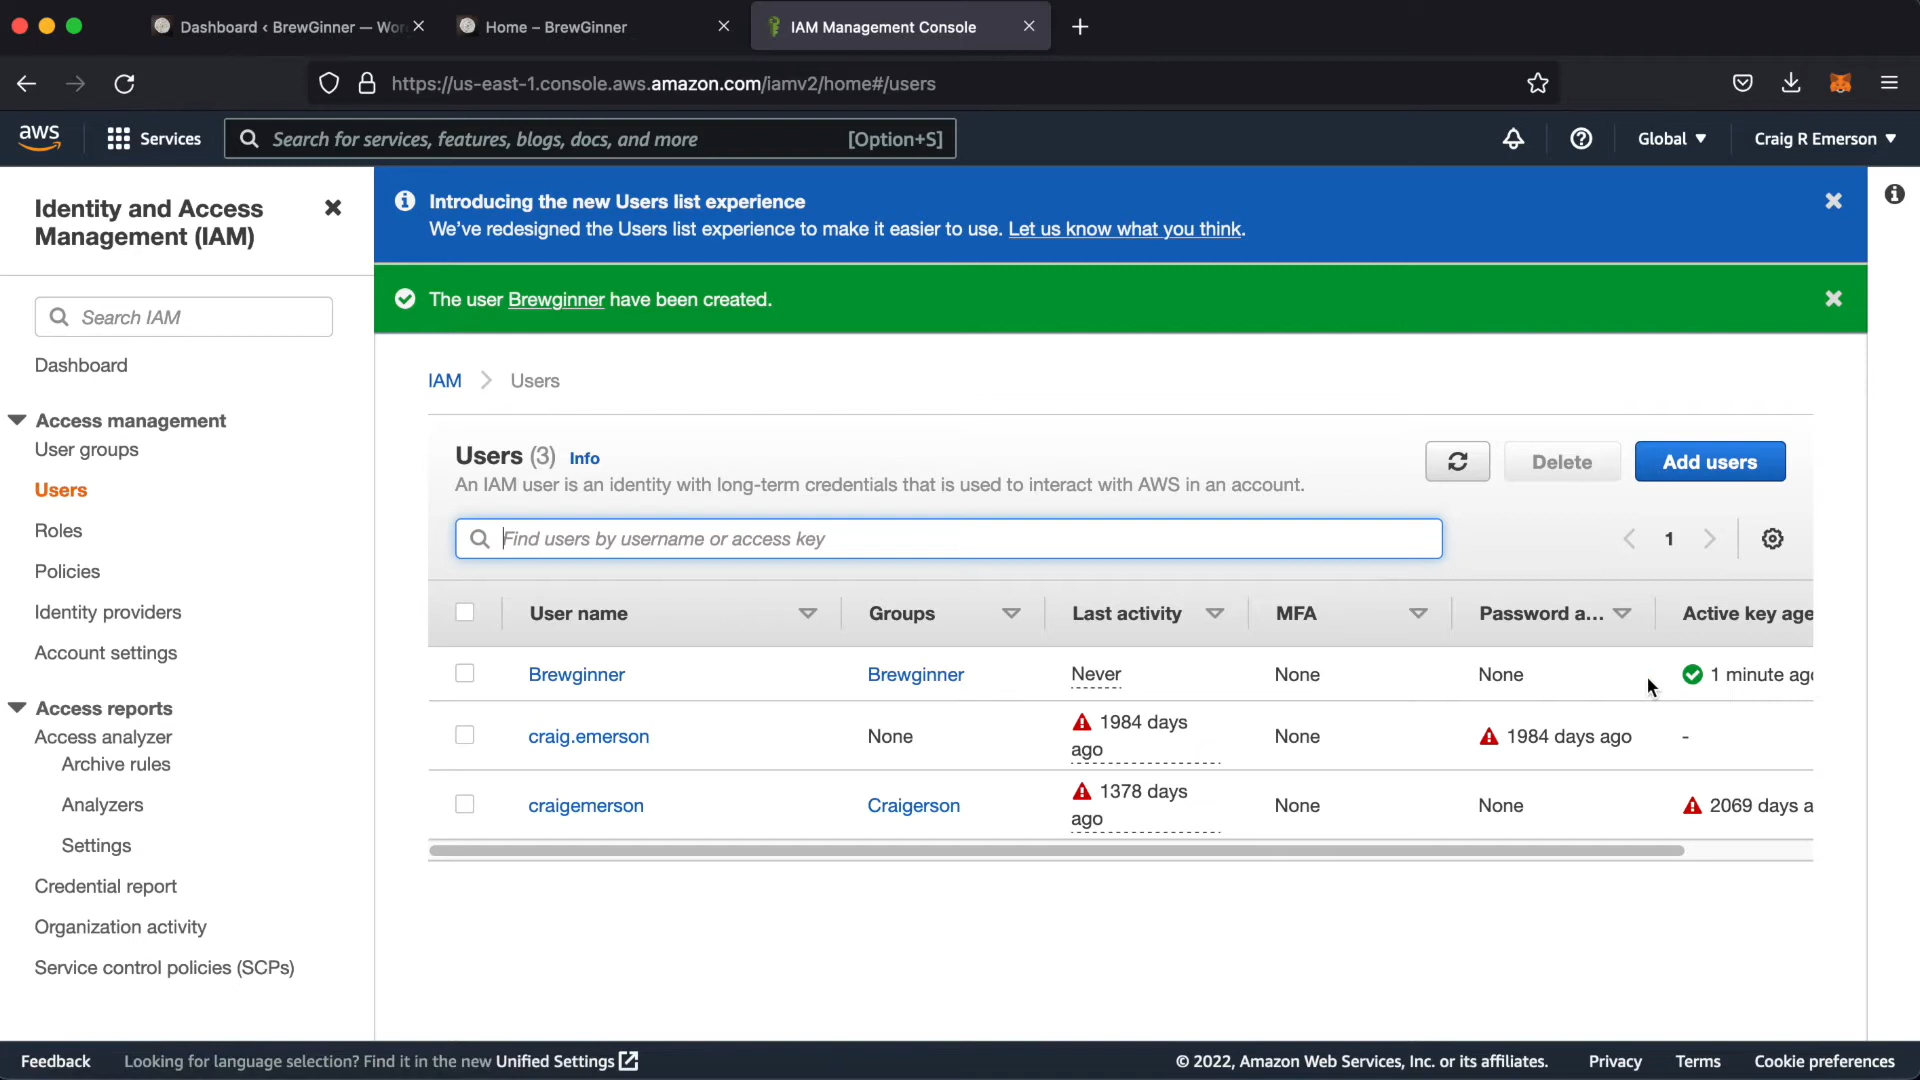 Dashboard ‹ BrewGinner — Wor
Home – BrewGinner
IAM Management Console
https://us-east-1.console.aws.amazon.com/iamv2/home#/users
aws
Services
Search for services, features, blogs, docs, and more
[Option+S]
Global
Craig R Emerson
Identity and Access
Management (IAM)
Search IAM
Dashboard
Access management
User groups
Users
Roles
Policies
Identity providers
Account settings
Access reports
Access analyzer
Archive rules
Analyzers
Settings
Credential report
Organization activity
Service control policies (SCPs)
Introducing the new Users list experience
We've redesigned the Users list experience to make it easier to use. Let us know what you think.
The user Brewginner have been created.
IAM
Users
Users (3) Info
An IAM user is an identity with long-term credentials that is used to interact with AWS in an account.
Delete
Add users
Find users by username or access key
1
User name Groups Last activity MFA Password a... Active key age
Brewginner Brewginner Never None None 1 minute ago
craig.emerson None 1984 days None 1984 days ago -
ago
craigemerson Craigerson 1378 days None None 2069 days a
ago
Feedback
Looking for language selection? Find it in the new Unified Settings
© 2022, Amazon Web Services, Inc. or its affiliates.
Privacy
Terms
Cookie preferences